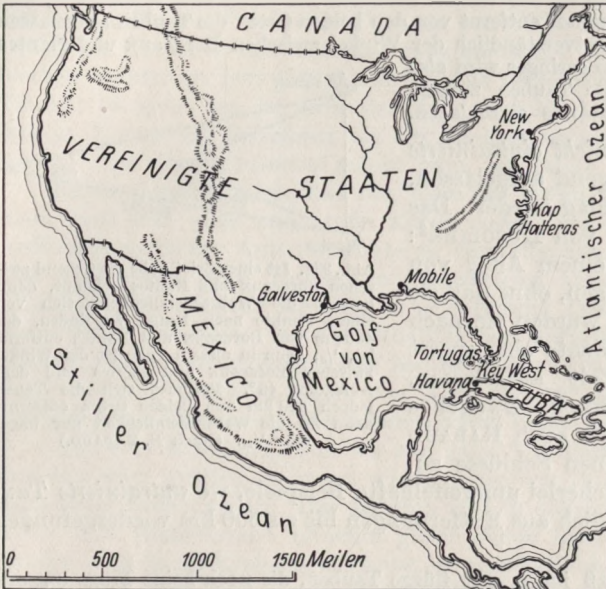 CANADA
VEREINIGTE STAATEN
New
York
Kap
Hatteras
Atlantischer Ozean
Mobile
Galveston
MEXICO
Golf
von
Mexico
Tortugas
Key West
Havana
CUBA
Stiller Ozean
0 500 1000 1500 Meilen